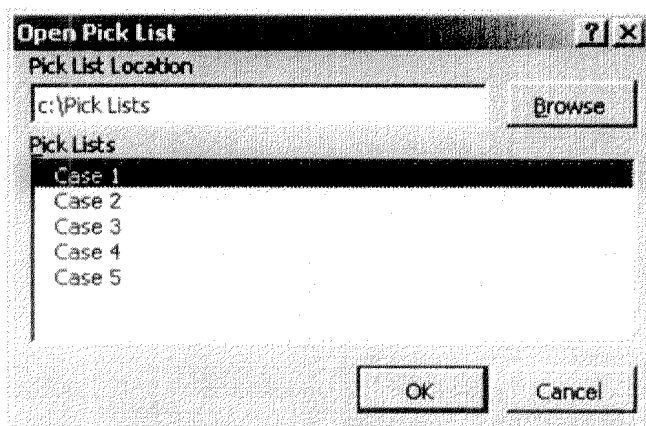 Open Pick List ? X
Pick List Location
c:\Pick Lists Browse
Pick Lists
Case 1
Case 2
Case 3
Case 4
Case 5
OK Cancel